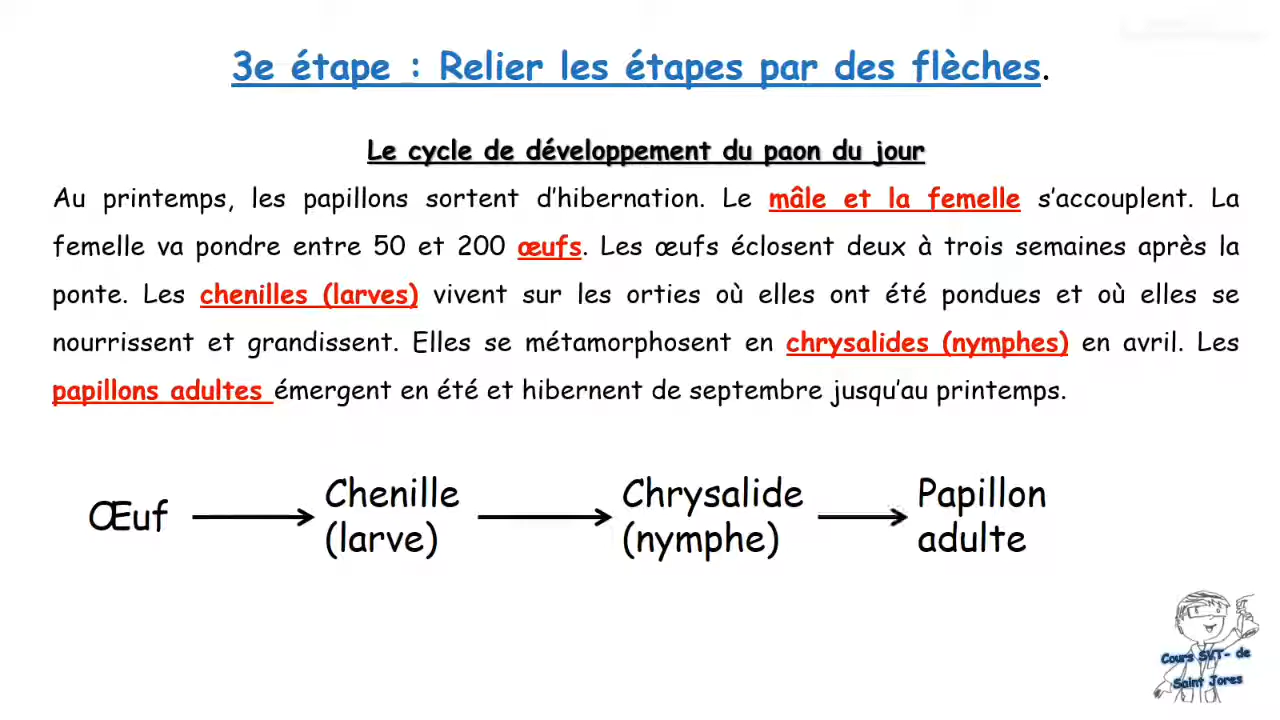 3e étape : Relier les étapes par des flèches.
Le cycle de développement du paon du jour
Au printemps, les papillons sortent d’hibernation. Le mâle et la femelle s’accouplent. La
femelle va pondre entre 50 et 200 œufs. Les œufs éclosent deux à trois semaines après la
ponte. Les chenilles (larves) vivent sur les orties où elles ont été pondues et où elles se
nourrissent et grandissent. Elles se métamorphosent en chrysalides (nymphes) en avril. Les
papillons adultes émergent en été et hibernent de septembre jusqu’au printemps.
Œuf
Chenille
(larve)
Chrysalide
(nymphe)
Papillon
adulte
Cours SVT- de
Saint Jores